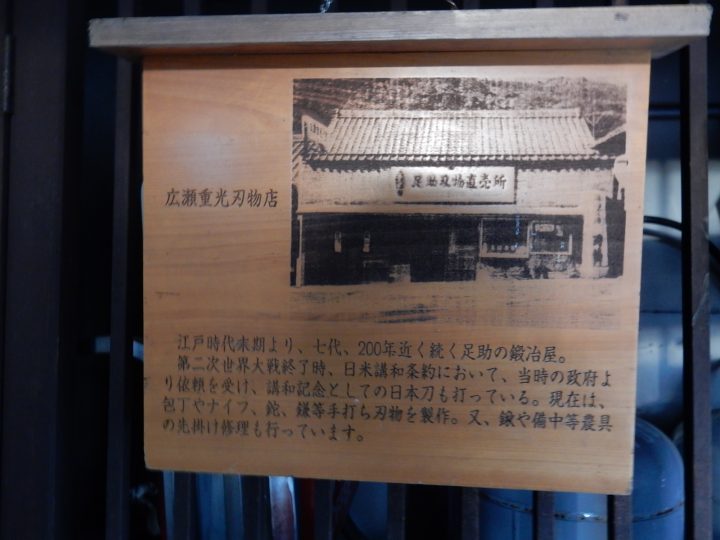 足助刃物直売所
広瀬重光刃物店
江戸時代末期より、七代、200年近く続く足助の鍛冶屋。
第二次世界大戦終了時、日米講和条約において、当時の政府よ
り依頼を受け、講和記念としての日本刀も打っている。現在は、
包丁やナイフ、鉈、鎌等手打ち刃物を製作。又、鍬や備中等農具
の先掛け修理も行っています。